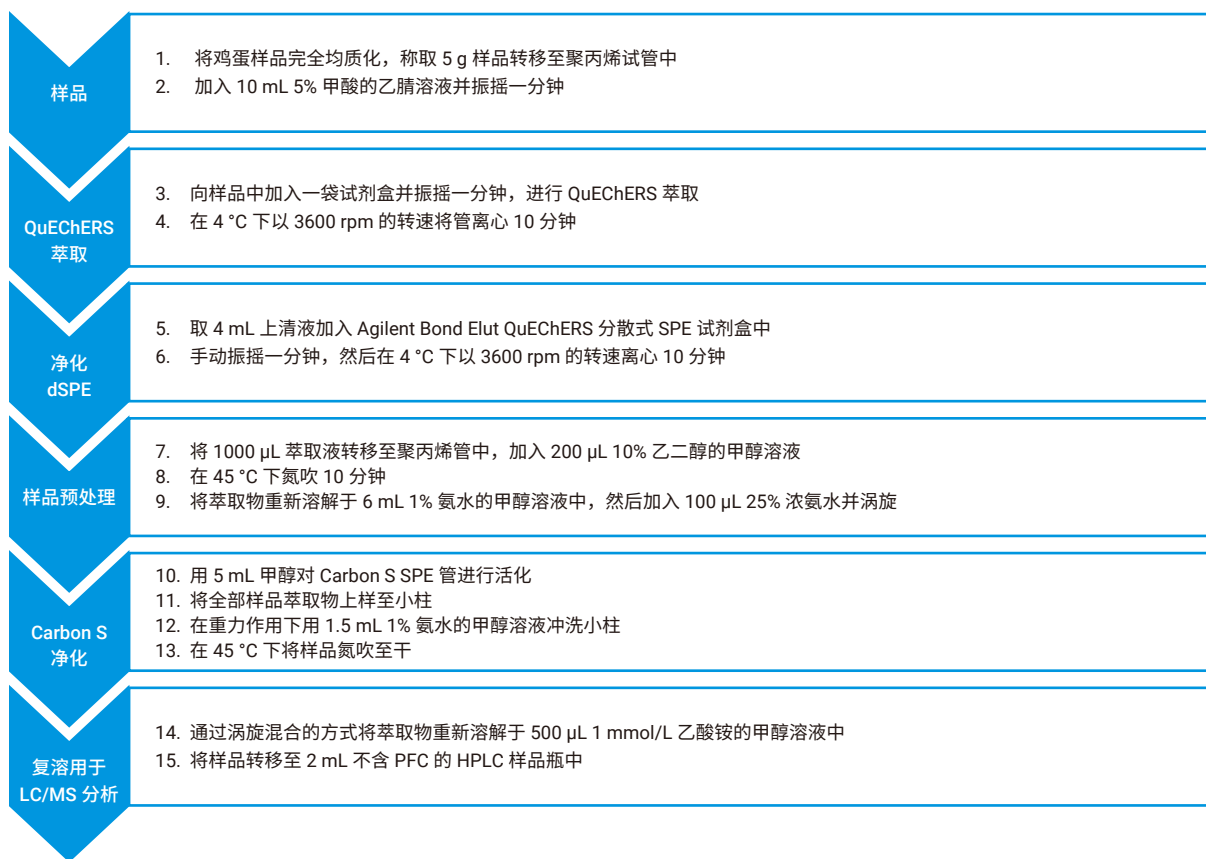 样品
1. 将鸡蛋样品完全均质化，称取 5 g 样品转移至聚丙烯试管中
2. 加入 10 mL 5% 甲酸的乙腈溶液并振摇一分钟
QuEChERS
萃取
3. 向样品中加入一袋试剂盒并振摇一分钟，进行 QuEChERS 萃取
4. 在 4 °C 下以 3600 rpm 的转速将管离心 10 分钟
净化
dSPE
5. 取 4 mL 上清液加入 Agilent Bond Elut QuEChERS 分散式 SPE 试剂盒中
6. 手动振摇一分钟，然后在 4 °C 下以 3600 rpm 的转速离心 10 分钟
样品预处理
7. 将 1000 µL 萃取液转移至聚丙烯管中，加入 200 µL 10% 乙二醇的甲醇溶液
8. 在 45 °C 下氮吹 10 分钟
9. 将萃取物重新溶解于 6 mL 1% 氨水的甲醇溶液中，然后加入 100 µL 25% 浓氨水并涡旋
Carbon S
净化
10. 用 5 mL 甲醇对 Carbon S SPE 管进行活化
11. 将全部样品萃取物上样至小柱
12. 在重力作用下用 1.5 mL 1% 氨水的甲醇溶液冲洗小柱
13. 在 45 °C 下将样品氮吹至干
复溶用于
LC/MS 分析
14. 通过涡旋混合的方式将萃取物重新溶解于 500 µL 1 mmol/L 乙酸铵的甲醇溶液中
15. 将样品转移至 2 mL 不含 PFC 的 HPLC 样品瓶中